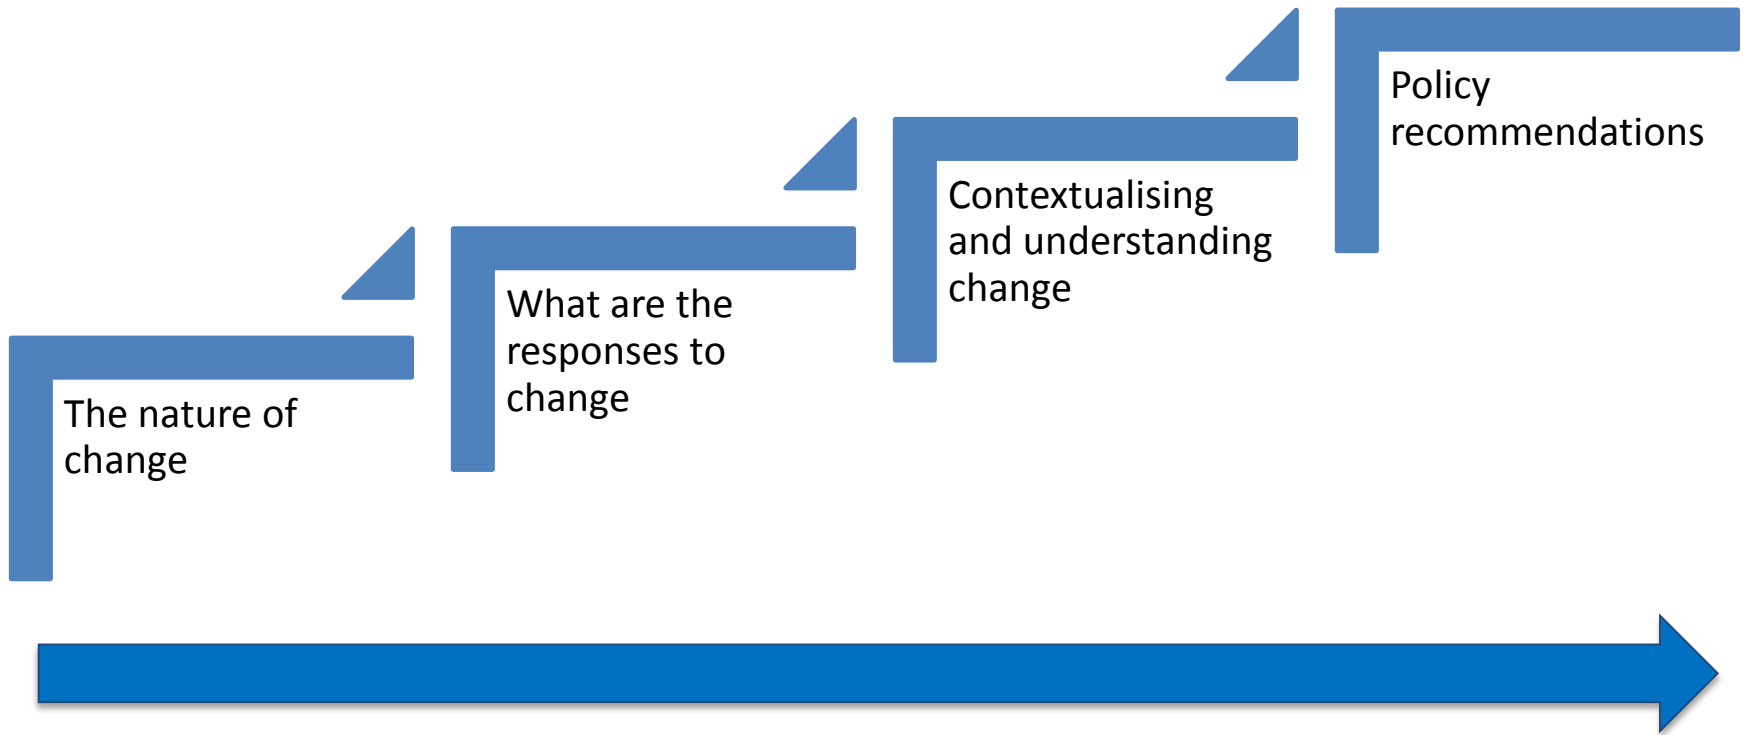 The nature of
change
What are the
responses to
change
Contextualising
and understanding
change
Policy
recommendations